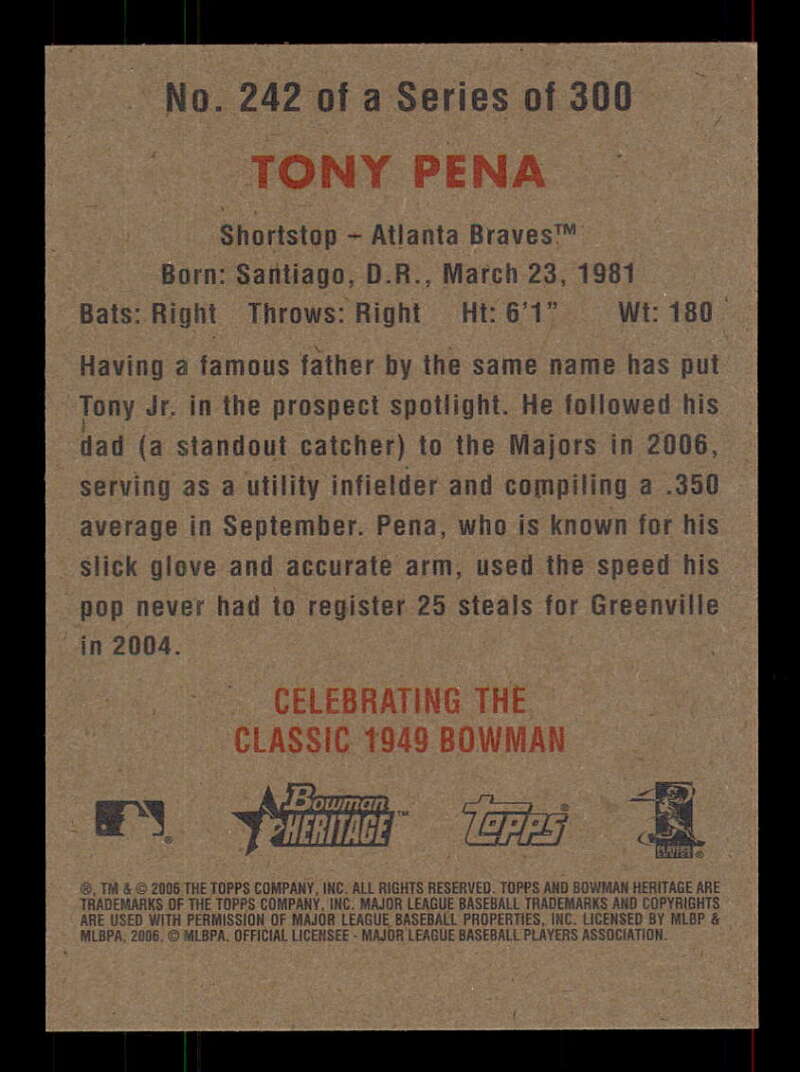 No. 242 of a Series of 300
TONY PENA
Shortstop – Atlanta Braves™
Born: Santiago, D.R., March 23, 1981
Bats: Right Throws: Right Ht: 6'1" Wt: 180
Having a famous father by the same name has put
Tony Jr. in the prospect spotlight. He followed his
dad (a standout catcher) to the Majors in 2006,
serving as a utility infielder and compiling a .350
average in September. Pena, who is known for his
slick glove and accurate arm, used the speed his
pop never had to register 25 steals for Greenville
in 2004.
CELEBRATING THE
CLASSIC 1949 BOWMAN
® Bowman HERITAGE™ Topps® PLAYERS CHOICE®
®, TM & © 2006 THE TOPPS COMPANY, INC. ALL RIGHTS RESERVED. TOPPS AND BOWMAN HERITAGE ARE
TRADEMARKS OF THE TOPPS COMPANY, INC. MAJOR LEAGUE BASEBALL TRADEMARKS AND COPYRIGHTS
ARE USED WITH PERMISSION OF MAJOR LEAGUE BASEBALL PROPERTIES, INC. LICENSED BY MLBP &
MLBPA, 2006. © MLBPA. OFFICIAL LICENSEE - MAJOR LEAGUE BASEBALL PLAYERS ASSOCIATION.